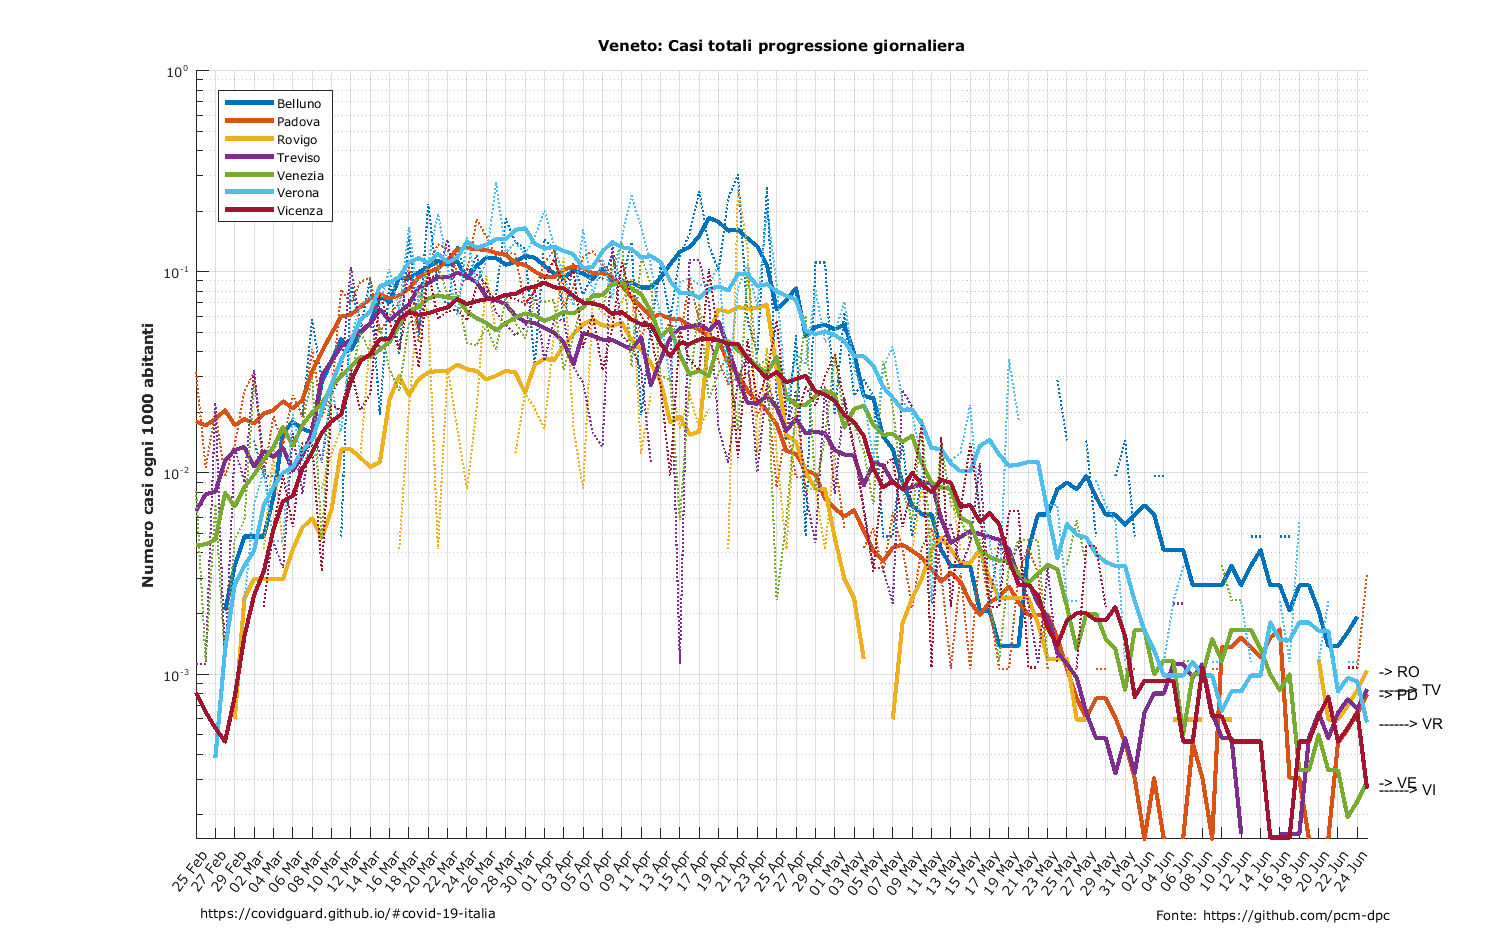 Veneto: Casi totali progressione giornaliera
10⁰
10⁻¹
10⁻²
10⁻³
Numero casi ogni 1000 abitanti
Belluno
Padova
Rovigo
Treviso
Venezia
Verona
Vicenza
-> RO
------> TV
-> PD
------> VR
-> VE
------> VI
25 Feb
27 Feb
29 Feb
02 Mar
04 Mar
06 Mar
08 Mar
10 Mar
12 Mar
14 Mar
16 Mar
18 Mar
20 Mar
22 Mar
24 Mar
26 Mar
28 Mar
30 Mar
01 Apr
03 Apr
05 Apr
07 Apr
09 Apr
11 Apr
13 Apr
15 Apr
17 Apr
19 Apr
21 Apr
23 Apr
25 Apr
27 Apr
29 Apr
01 May
03 May
05 May
07 May
09 May
11 May
13 May
15 May
17 May
19 May
21 May
23 May
25 May
27 May
29 May
31 May
02 Jun
04 Jun
06 Jun
08 Jun
10 Jun
12 Jun
14 Jun
16 Jun
18 Jun
20 Jun
22 Jun
24 Jun
https://covidguard.github.io/#covid-19-italia
Fonte: https://github.com/pcm-dpc